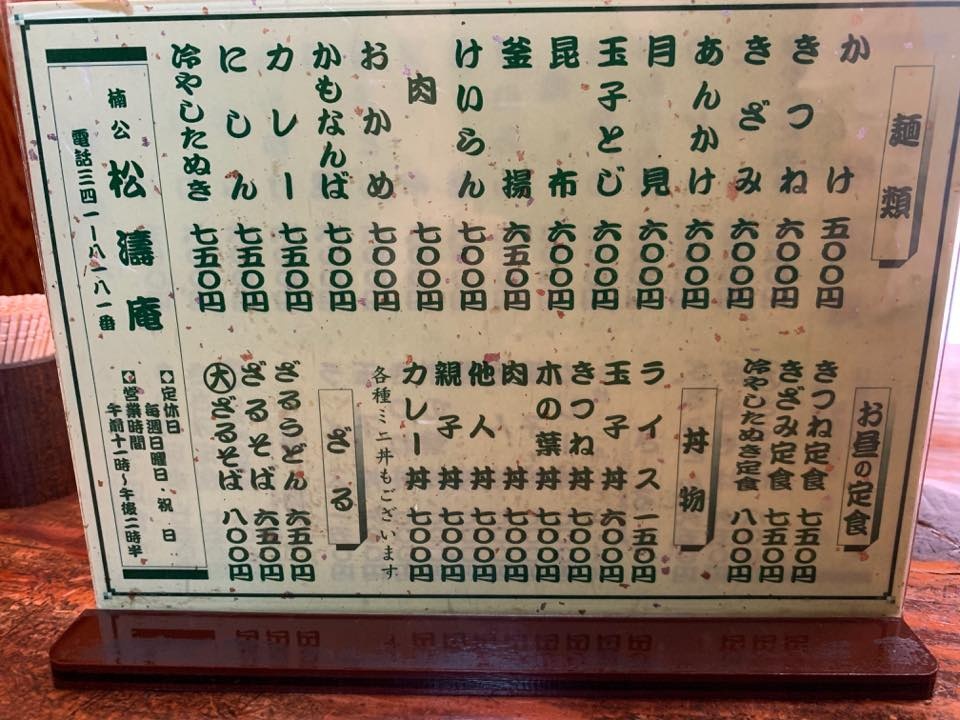 麺類
かけ 五〇〇円
きつね 六〇〇円
きざみ 六〇〇円
あんかけ 六〇〇円
月見 六〇〇円
玉子とじ 六〇〇円
昆布 六〇〇円
釜揚 六五〇円
けいらん 七〇〇円
肉 七〇〇円
おかめ 七〇〇円
かもなんば 七〇〇円
カレー 七五〇円
にしん 七五〇円
冷やしたぬき 七五〇円
お昼の定食
きつね定食 七五〇円
きざみ定食 七五〇円
冷やしたぬき定食 八〇〇円
丼物
ライス 二五〇円
玉子丼 六〇〇円
きつね丼 七〇〇円
木の葉丼 七〇〇円
肉丼 七〇〇円
他人丼 七〇〇円
親子丼 七〇〇円
カレー丼 七〇〇円
各種ミニ丼もございます
ざる
ざるうどん 六五〇円
ざるそば 六五〇円
大ざるそば 八〇〇円
楠公 松濤庵
電話三四一ー八一八一番
定休日
毎週日曜日・祝日
営業時間
午前十一時〜午後二時半